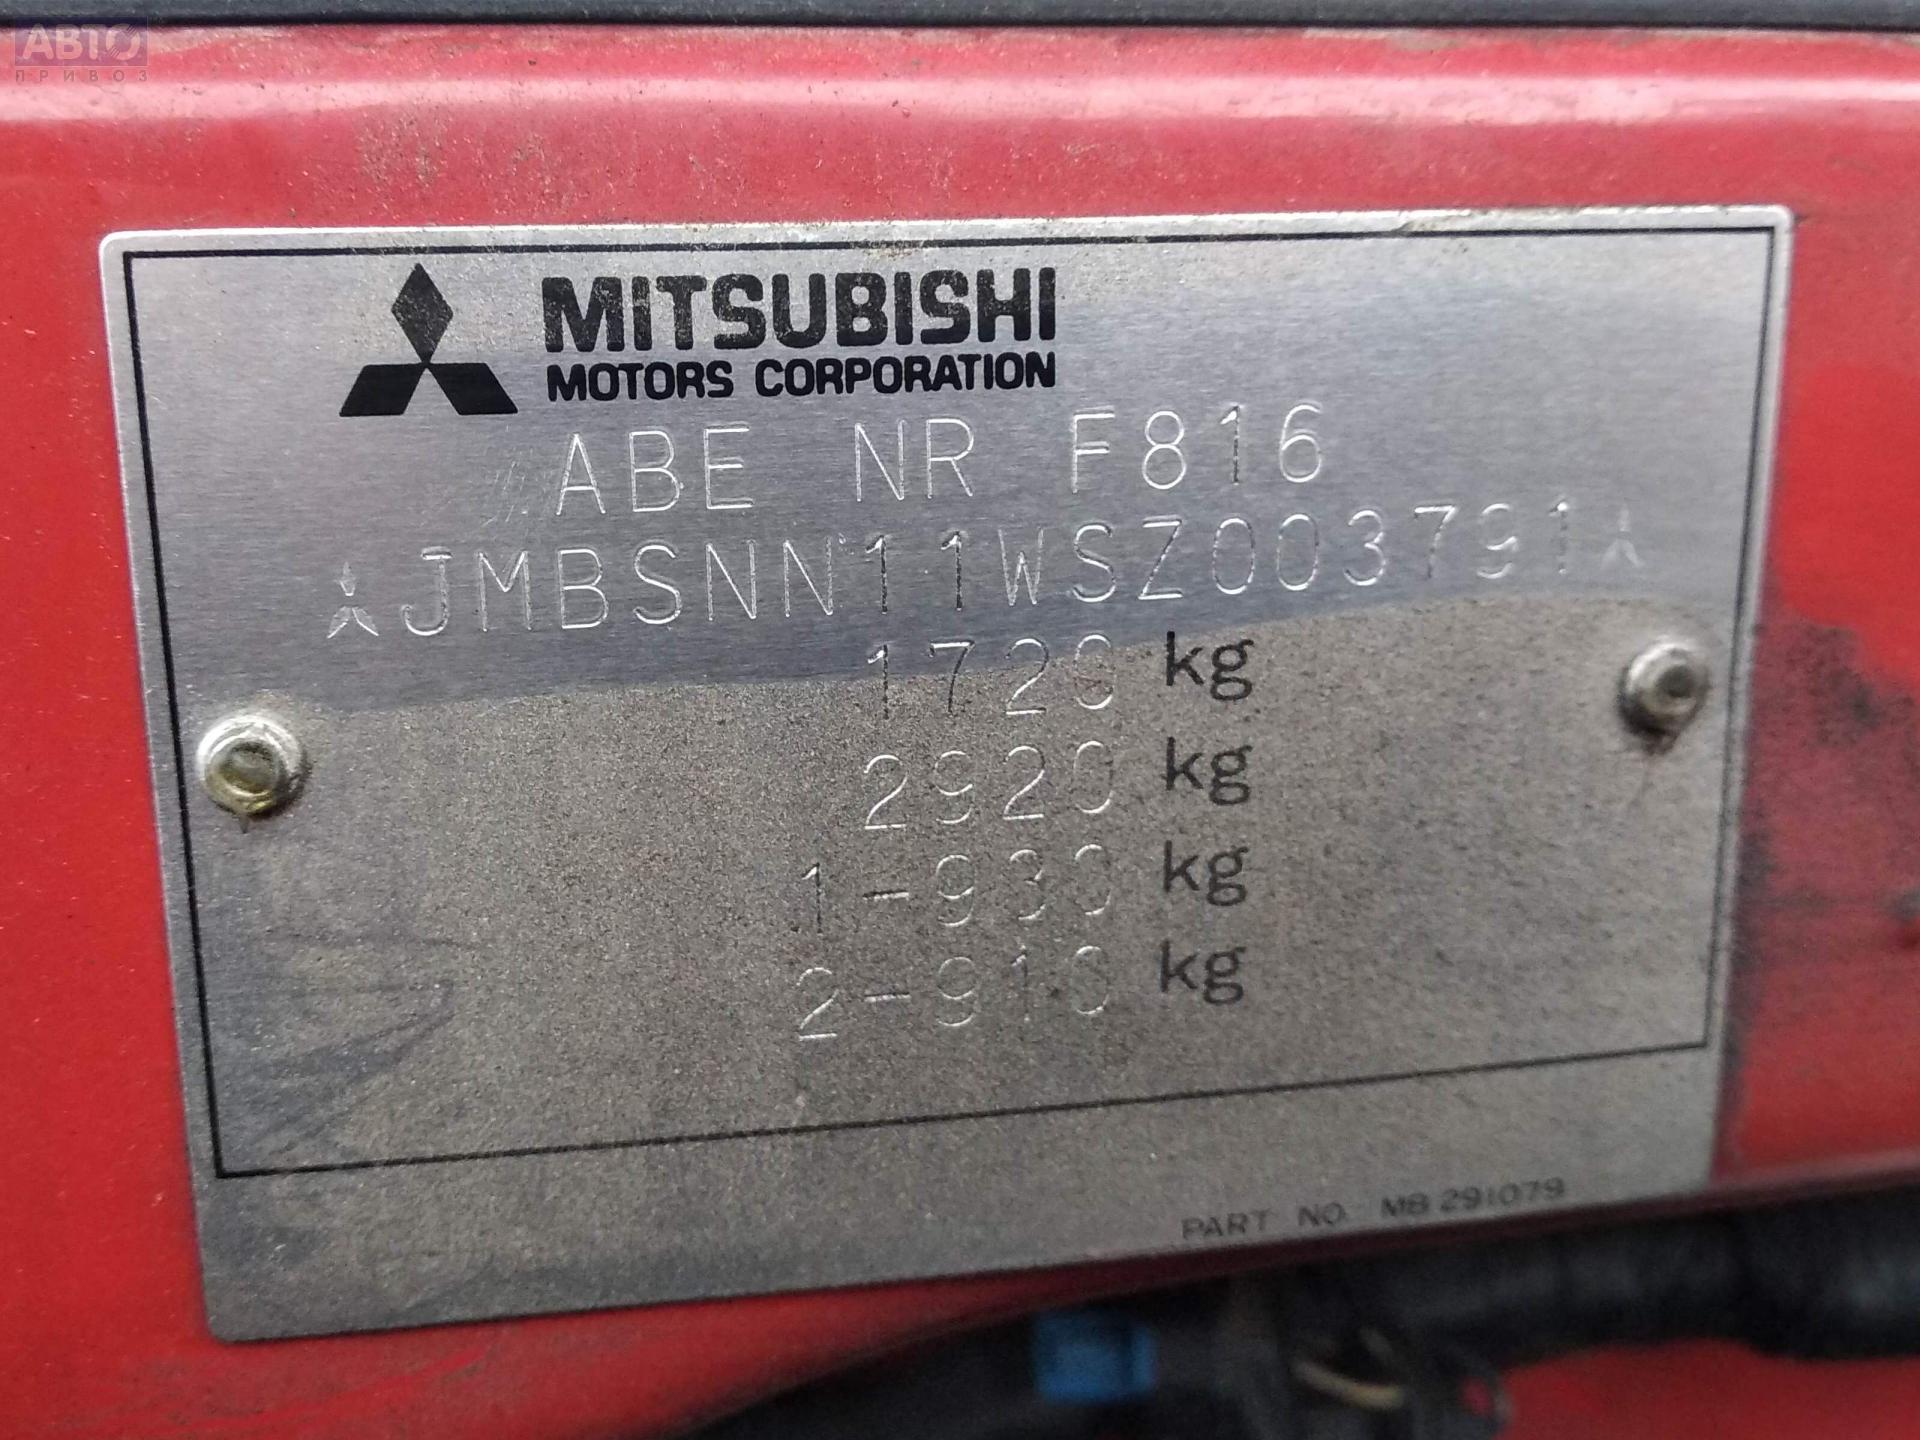 АВТО
ПРИВОЗ
MITSUBISHI
MOTORS CORPORATION
ABE NR F816
JMBSNN11WSZ003791
1720 kg
2920 kg
1-930 kg
2-910 kg
PART NO. MB 291079